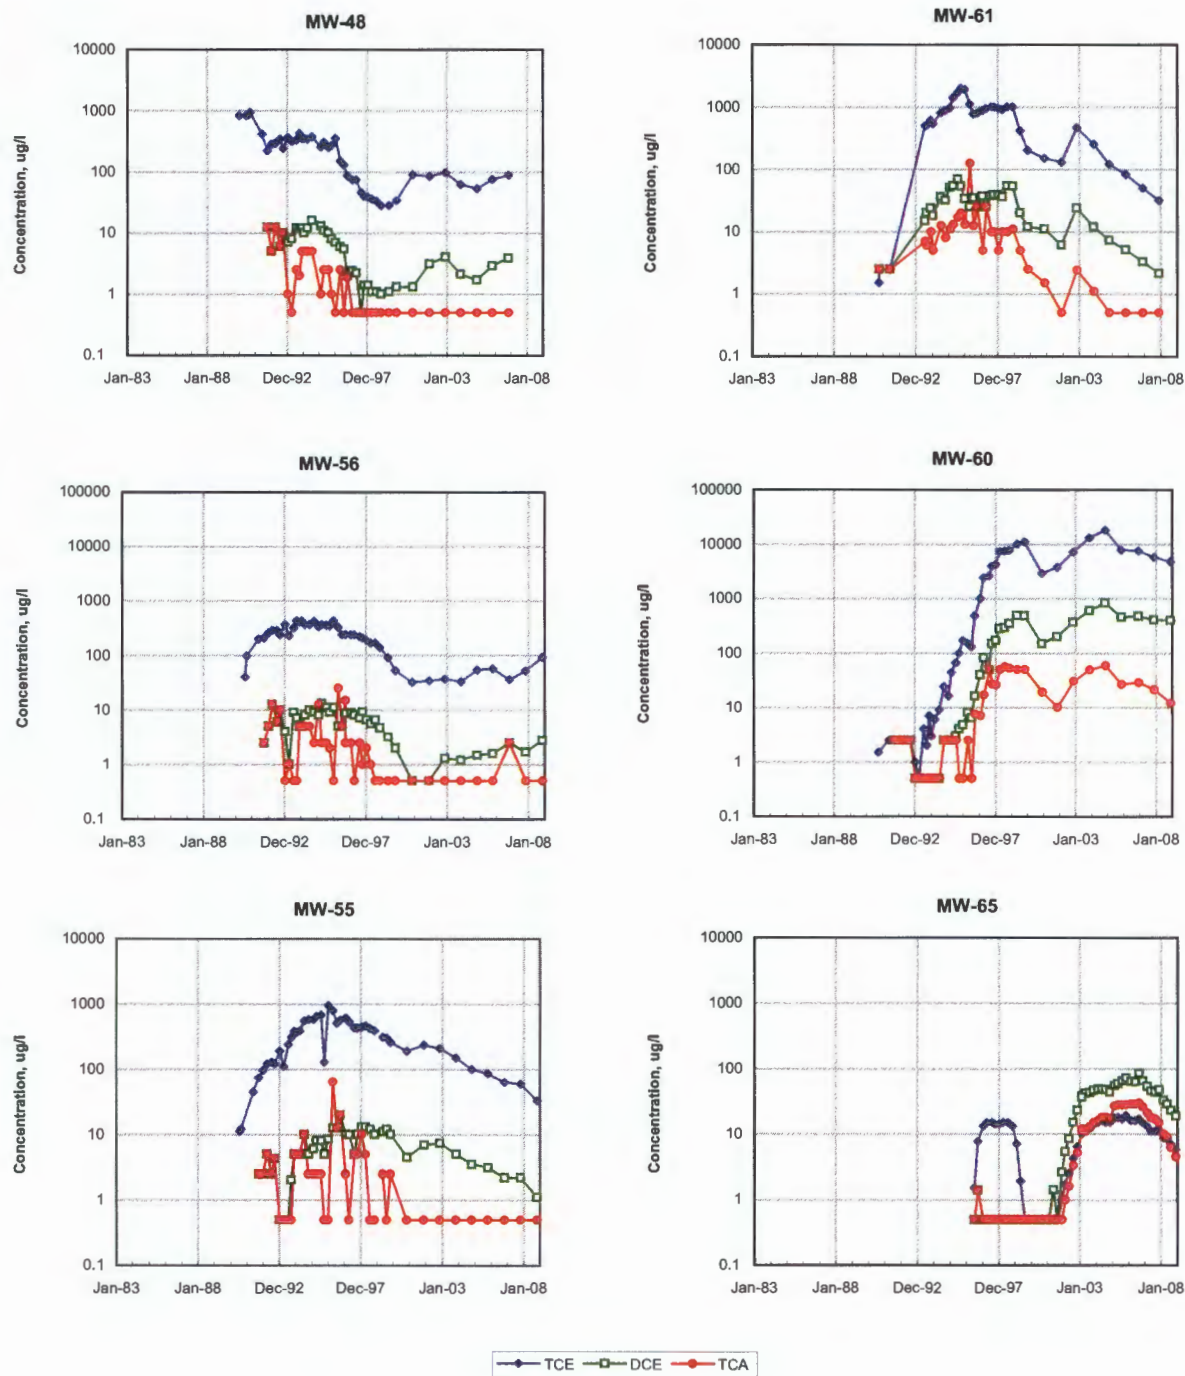 MW-48
10000
1000
100
10
1
0.1
Concentration, ug/l
Jan-83 Jan-88 Dec-92 Dec-97 Jan-03 Jan-08
MW-61
10000
1000
100
10
1
0.1
Concentration, ug/l
Jan-83 Jan-88 Dec-92 Dec-97 Jan-03 Jan-08
MW-56
100000
10000
1000
100
10
1
0.1
Concentration, ug/l
Jan-83 Jan-88 Dec-92 Dec-97 Jan-03 Jan-08
MW-60
100000
10000
1000
100
10
1
0.1
Concentration, ug/l
Jan-83 Jan-88 Dec-92 Dec-97 Jan-03 Jan-08
MW-55
10000
1000
100
10
1
0.1
Concentration, ug/l
Jan-83 Jan-88 Dec-92 Dec-97 Jan-03 Jan-08
MW-65
10000
1000
100
10
1
0.1
Concentration, ug/l
Jan-83 Jan-88 Dec-92 Dec-97 Jan-03 Jan-08
TCE DCE TCA